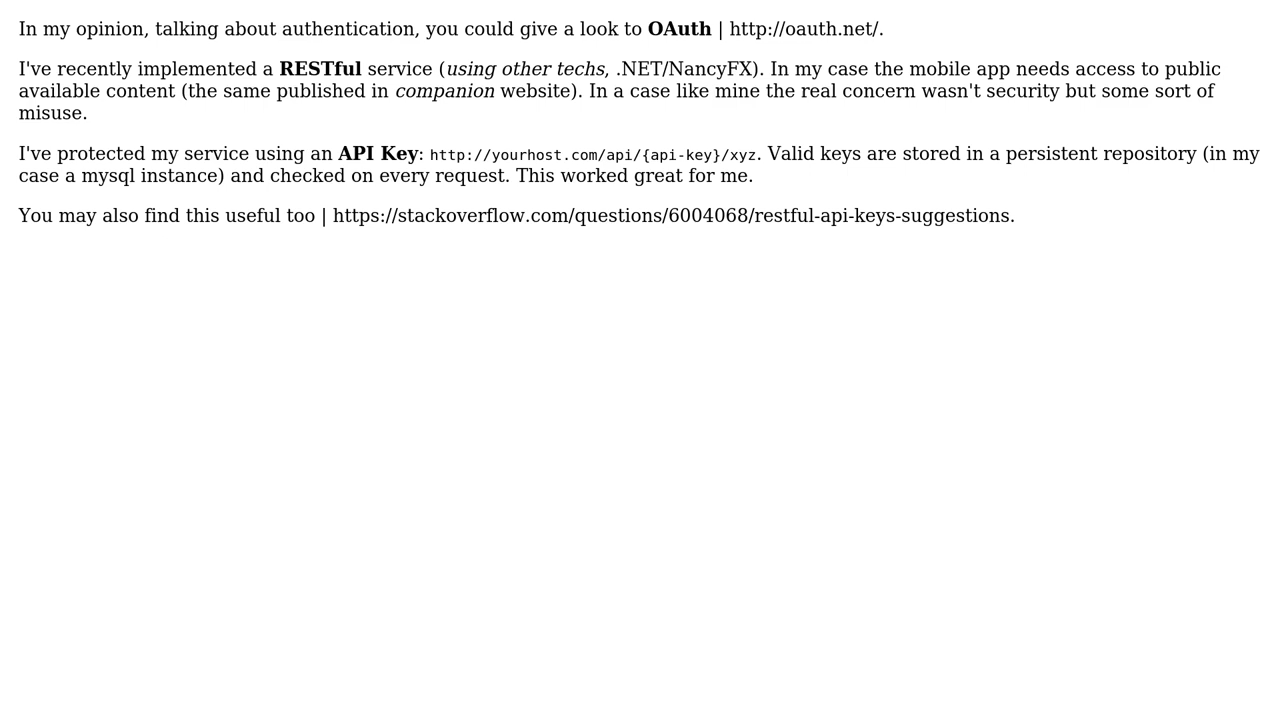 In my opinion, talking about authentication, you could give a look to OAuth | http://oauth.net/.
I've recently implemented a RESTful service (using other techs, .NET/NancyFX). In my case the mobile app needs access to public
available content (the same published in companion website). In a case like mine the real concern wasn't security but some sort of
misuse.
I've protected my service using an API Key: http://yourhost.com/api/{api-key}/xyz. Valid keys are stored in a persistent repository (in my
case a mysql instance) and checked on every request. This worked great for me.
You may also find this useful too | https://stackoverflow.com/questions/6004068/restful-api-keys-suggestions.